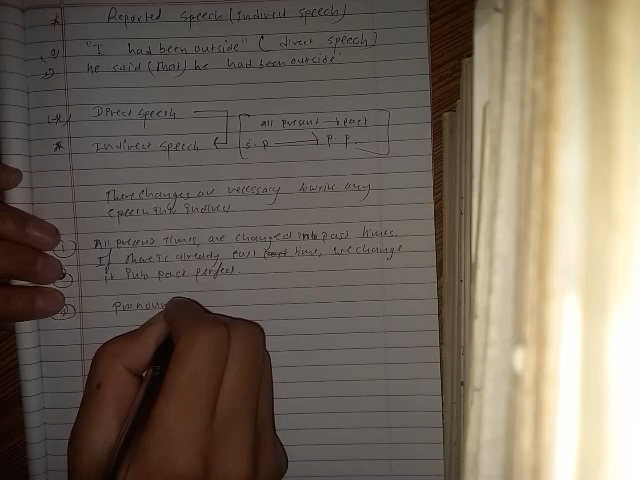 * Reported speech (indirect speech)
"I had been outside" (direct speech)
he said (that) he had been outside.
Direct speech
all present → past
* Indirect speech
s.p → p.p
These changes are necessary to write any
speech into indirect
i All present times, are changed into past times.
If there is already past time, we change
it into past perfect.
Pronoun